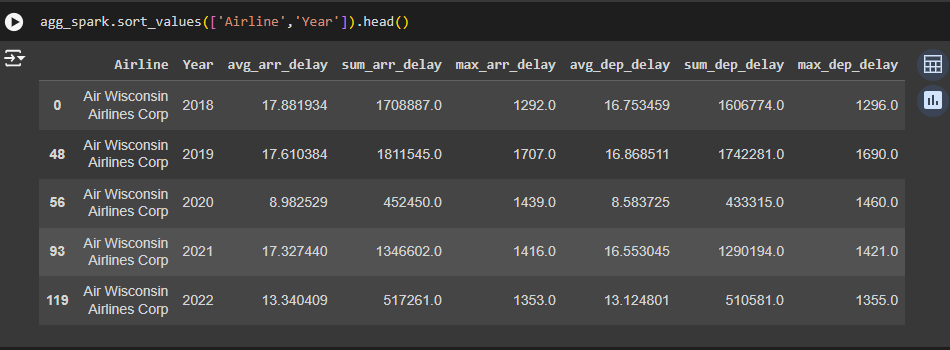 agg_spark.sort_values(['Airline','Year']).head()
Airline Year avg_arr_delay sum_arr_delay max_arr_delay avg_dep_delay sum_dep_delay max_dep_delay
0 Air Wisconsin Airlines Corp 2018 17.881934 1708887.0 1292.0 16.753459 1606774.0 1296.0
48 Air Wisconsin Airlines Corp 2019 17.610384 1811545.0 1707.0 16.868511 1742281.0 1690.0
56 Air Wisconsin Airlines Corp 2020 8.982529 452450.0 1439.0 8.583725 433315.0 1460.0
93 Air Wisconsin Airlines Corp 2021 17.327440 1346602.0 1416.0 16.553045 1290194.0 1421.0
119 Air Wisconsin Airlines Corp 2022 13.340409 517261.0 1353.0 13.124801 510581.0 1355.0